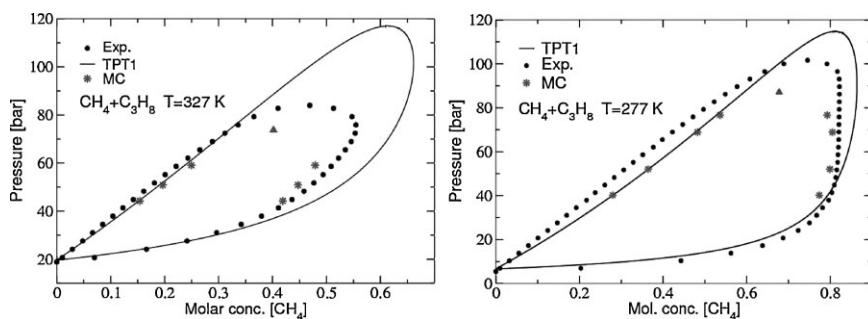 120
100
80
60
40
20
Pressure [bar]
Exp.
TPT1
MC
CH₄+C₃H₈ T=327 K
0 0.1 0.2 0.3 0.4 0.5 0.6
Molar conc. [CH₄]
120
100
80
60
40
20
0
Pressure [bar]
TPT1
Exp.
MC
CH₄+C₃H₈ T=277 K
0 0.2 0.4 0.6 0.8
Mol. conc. [CH₄]